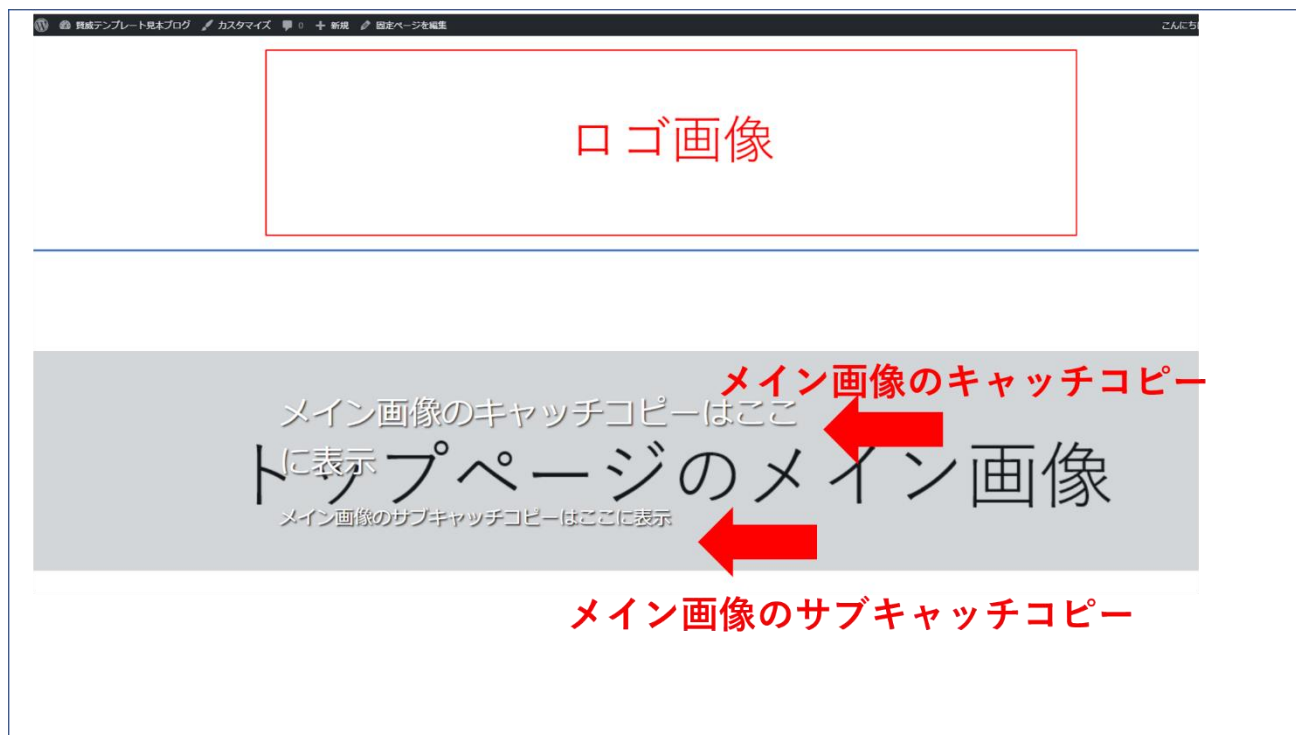 賢威テンプレート見本ブログ カスタマイズ 0 新規 固定ページを編集 こんにち
ロゴ画像
メイン画像のキャッチコピー
メイン画像のキャッチコピーはここ
に表示
トップページのメイン画像
メイン画像のサブキャッチコピーはここに表示
メイン画像のサブキャッチコピー